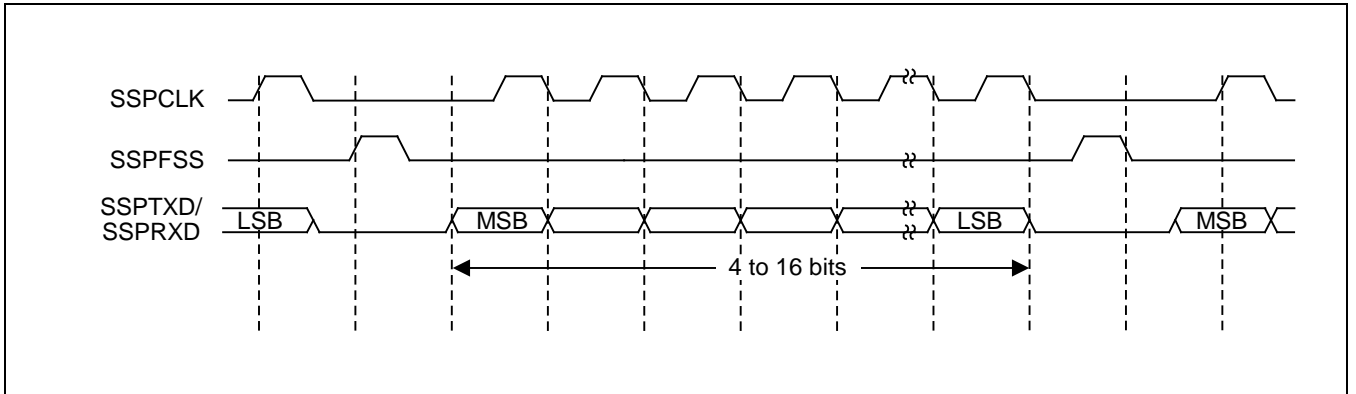 SSPCLK
SSPFSS
SSPTXD/
SSPRXD
LSB
MSB
LSB
MSB
4 to 16 bits